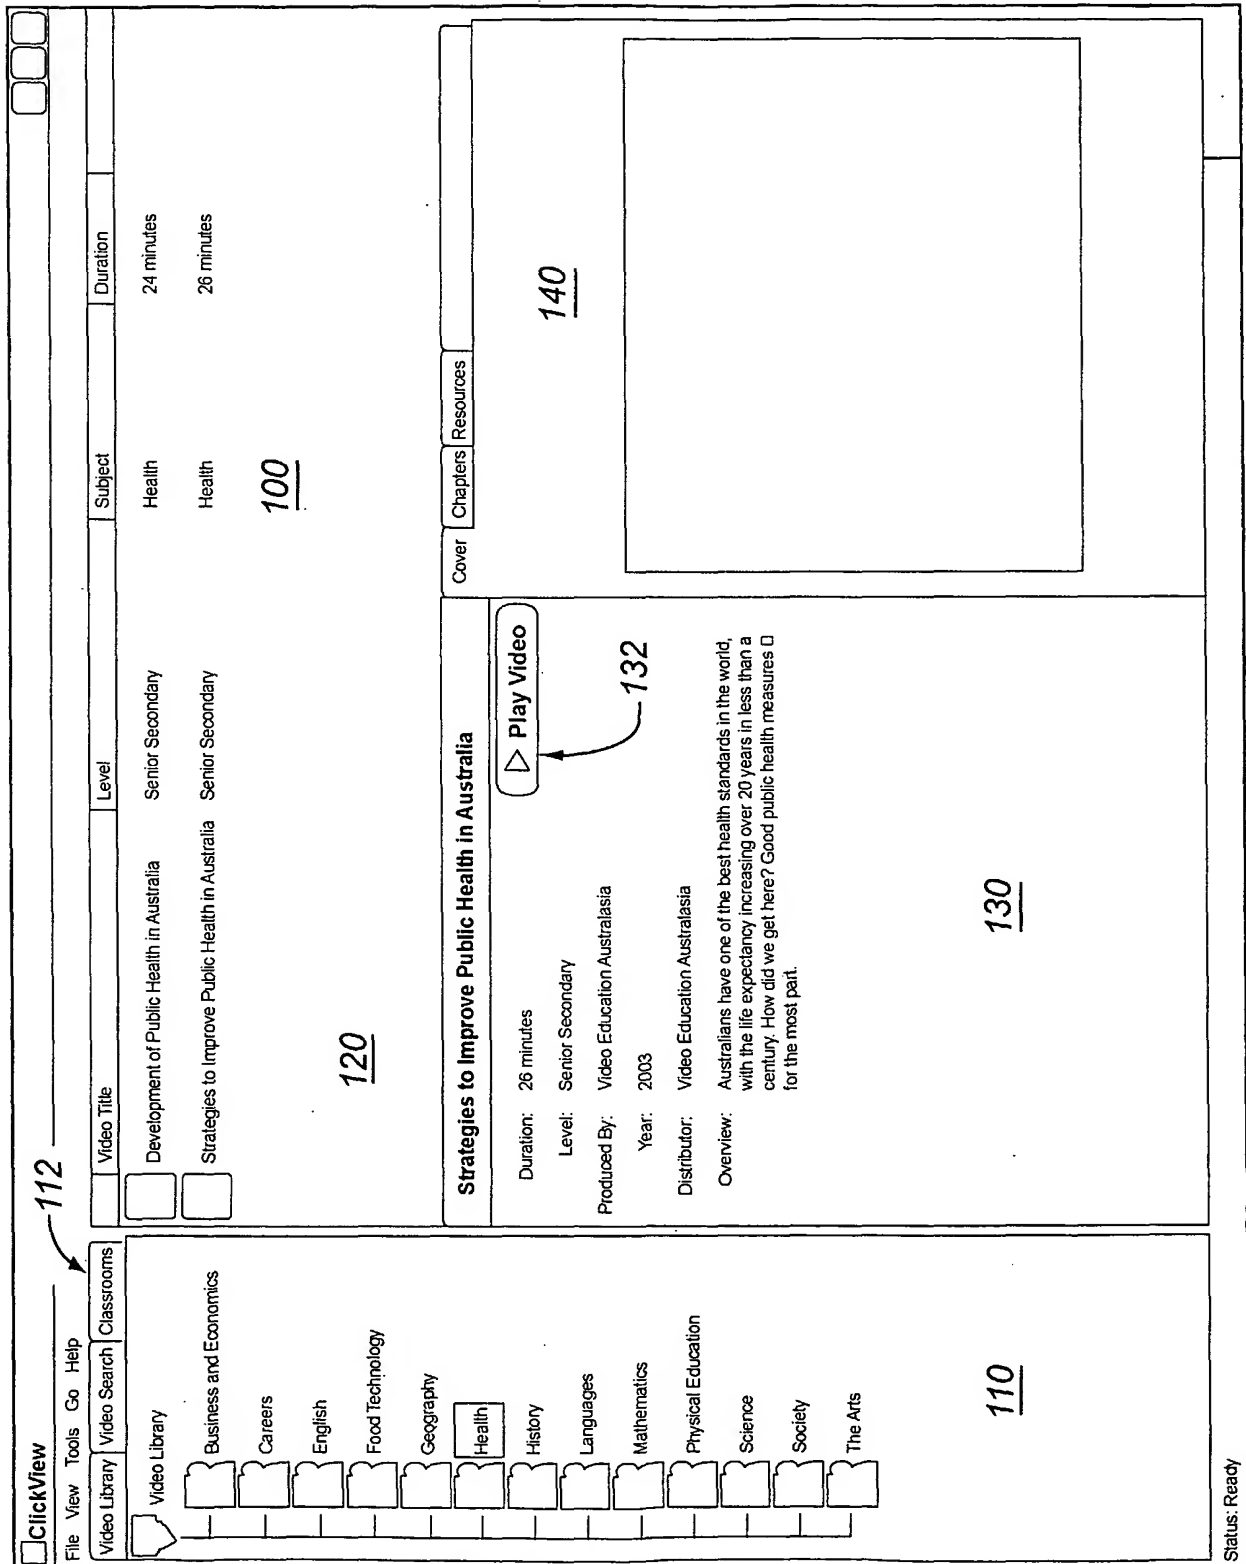 ClickView
112
File View Tools Go Help
Video Library Video Search Classrooms
Video Library
Business and Economics
Careers
English
Food Technology
Geography
Health
History
Languages
Mathematics
Physical Education
Science
Society
The Arts
110
Video Title Level Subject Duration
Development of Public Health in Australia Senior Secondary Health 24 minutes
Strategies to Improve Public Health in Australia Senior Secondary Health 26 minutes
100
120
Strategies to Improve Public Health in Australia
▷ Play Video
132
Duration: 26 minutes
Level: Senior Secondary
Produced By: Video Education Australasia
Year: 2003
Distributor: Video Education Australasia
Overview: Australians have one of the best health standards in the world,
with the life expectancy increasing over 20 years in less than a
century. How did we get here? Good public health measures □
for the most part.
130
Cover Chapters Resources
140
Status: Ready